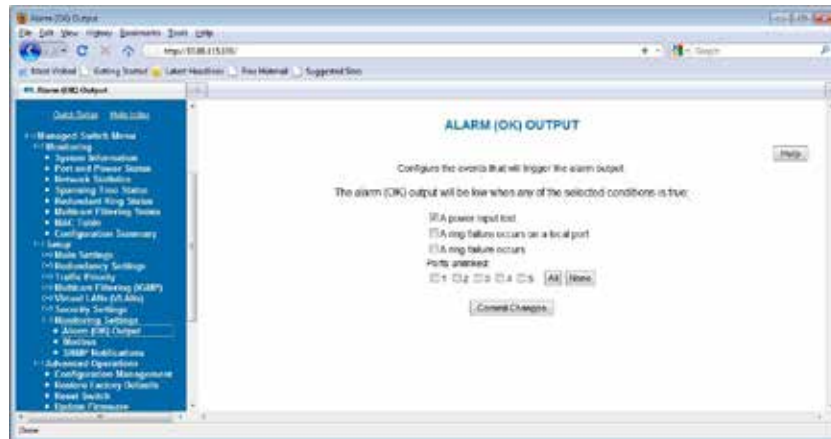 Alarm (OK) Output
File Edit View History Bookmarks Tools Help
Most Visited Getting Started Latest Headlines Free Hotmail Suggested Sites
Alarm (OK) Output
Quick Setup Help Index
Managed Switch Menu
Monitoring
System Information
Port and Power Status
Network Statistics
Spanning Tree Status
Redundant Ring Status
Multicast Filtering Status
MAC Table
Configuration Summary
Setup
Main Settings
Redundancy Settings
Traffic Priority
Multicast Filtering (IGMP)
Virtual LANs (VLANs)
Security Settings
Monitoring Settings
Alarm (OK) Output
Modbus
SNMP Notifications
Advanced Operations
Configuration Management
Restore Factory Defaults
Reset Switch
Update Firmware
ALARM (OK) OUTPUT
Help
Configure the events that will trigger the alarm output
The alarm (OK) output will be low when any of the selected conditions is true:
A power input lost
A ring failure occurs on a local port
A ring failure occurs
Ports unlinked:
1 2 3 4 5 All None
Commit Changes
Done